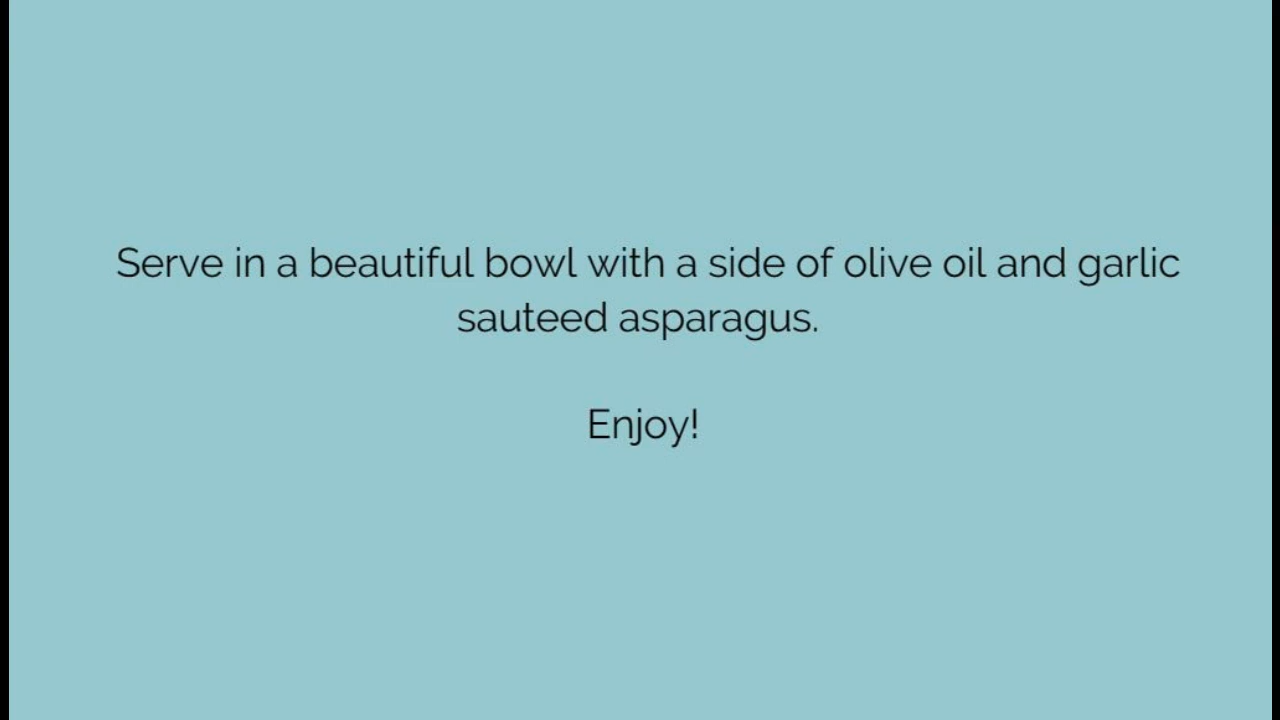 Serve in a beautiful bowl with a side of olive oil and garlic
sauteed asparagus.
Enjoy!